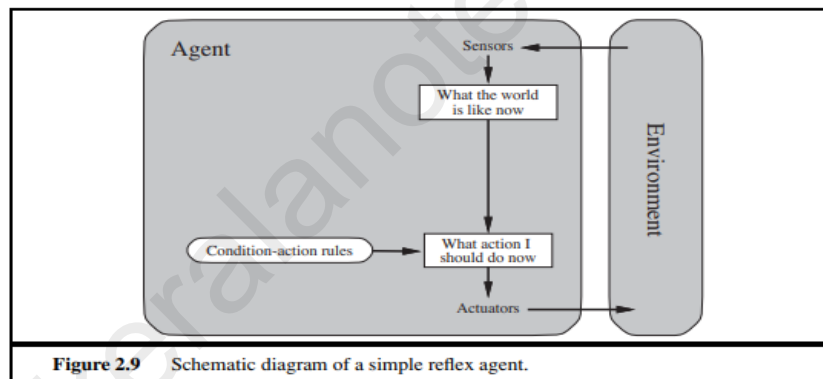 Agent
Sensors
What the world
is like now
Environment
Condition-action rules
What action I
should do now
Actuators
Figure 2.9 Schematic diagram of a simple reflex agent.
eralanote